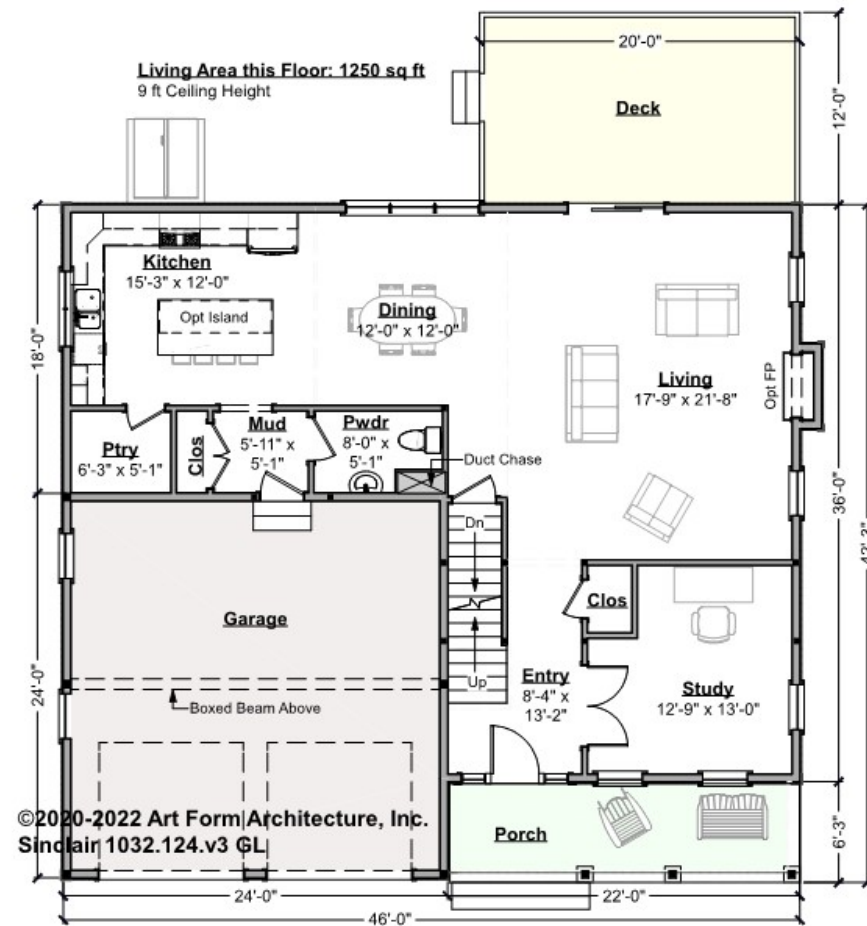 20'-0"
Living Area this Floor: 1250 sq ft
9 ft Ceiling Height
Deck
12'-0"
Kitchen
15'-3" x 12'-0"
Opt Island
Dining
12'-0" x 12'-0"
18'-0"
Living
17'-9" x 21'-8"
Opt FP
Ptry
6'-3" x 5'-1"
Clos
Mud
5'-11" x
5'-1"
Pwdr
8'-0" x
5'-1"
Duct Chase
Dn
36'-0"
42'-3"
Garage
Clos
Up
Entry
8'-4" x
13'-2"
Study
12'-9" x 13'-0"
24'-0"
Boxed Beam Above
©2020-2022 Art Form Architecture, Inc.
Sinclair 1032.124.v3 GL
Porch
6'-3"
24'-0"
22'-0"
46'-0"